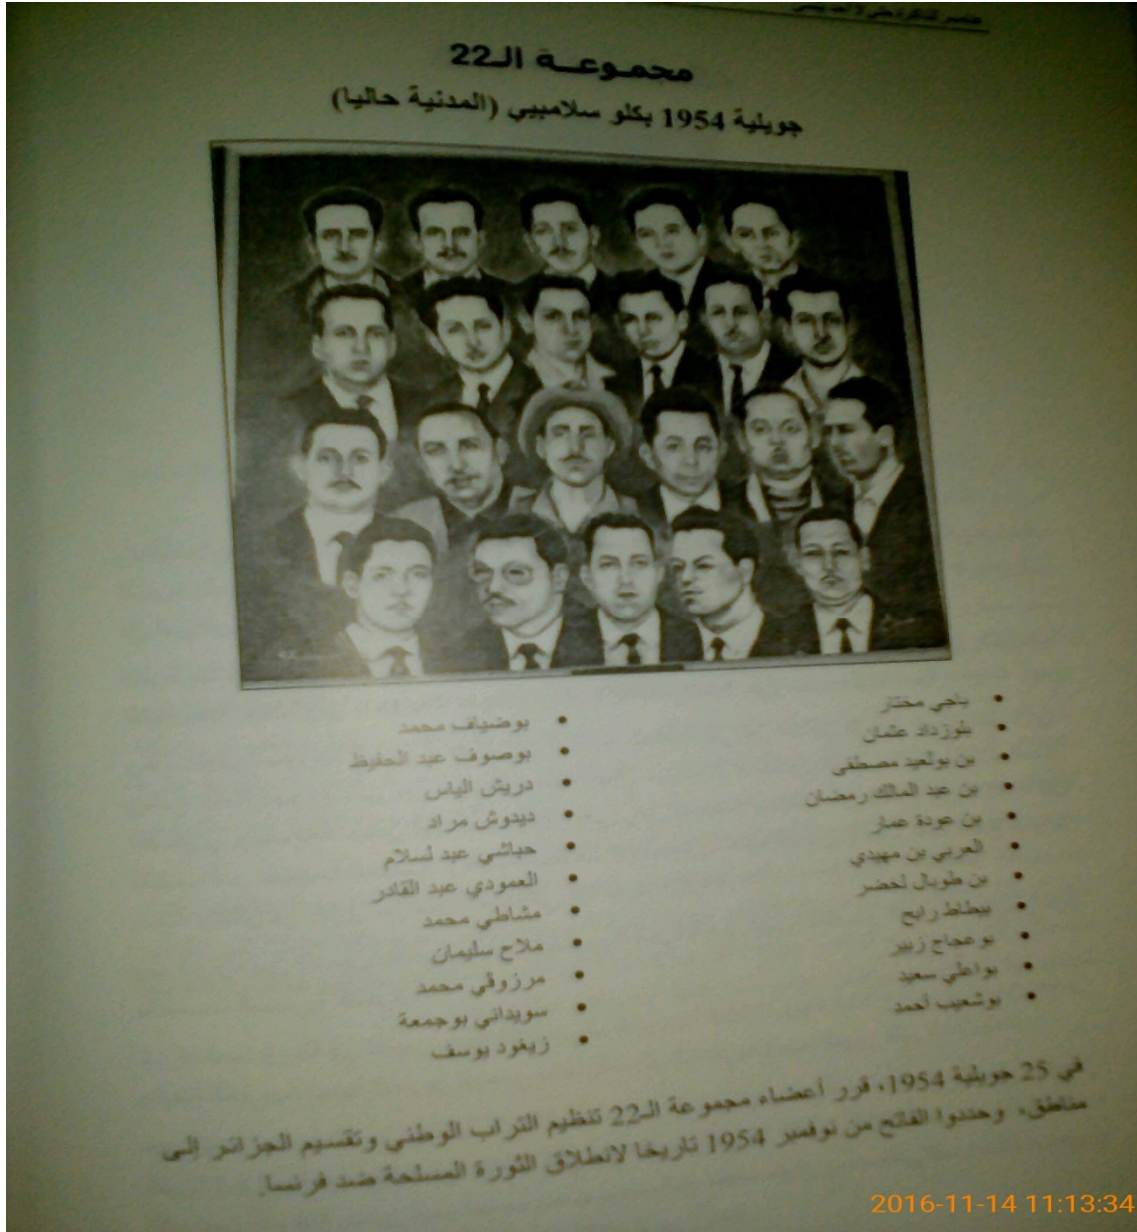 مجموعة الـ22
جويلية 1954 بكلو سلامبيي (المدنية حاليا)
باجي مختار
بلوزداد عثمان
بن بولعيد مصطفى
بن عبد المالك رمضان
بن عودة عمار
العربي بن مهيدي
بن طوبال لخضر
بيطاط رابح
بوعجاج زبير
بواعلي سعيد
بوشعيب أحمد
بوضياف محمد
بوصوف عبد الحفيظ
دريش الياس
ديدوش مراد
حباشي عبد لسلام
العمودي عبد القادر
مشاطي محمد
ملاح سليمان
مرزوقي محمد
سويداني بوجمعة
زيغود يوسف
في 25 جويلية 1954، قرر أعضاء مجموعة الـ22 تنظيم التراب الوطني وتقسيم الجزائر إلى
مناطق، وحددوا الفاتح من نوفمبر 1954 تاريخا لانطلاق الثورة المسلحة ضد فرنسا.
2016-11-14 11:13:34